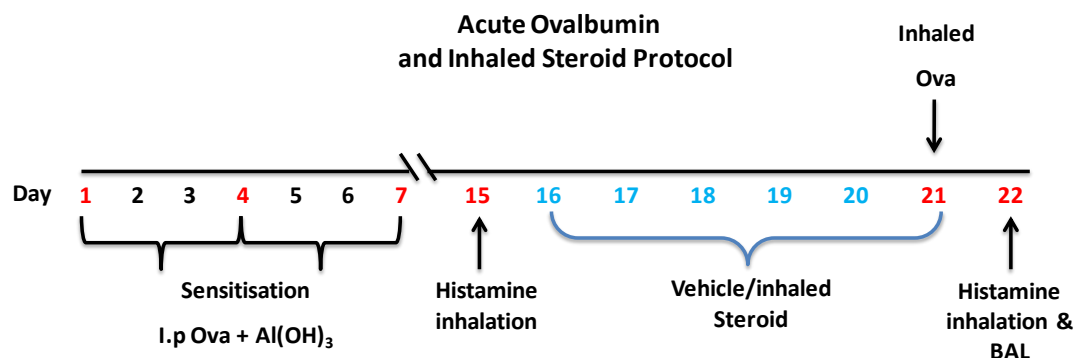 Acute Ovalbumin
and Inhaled Steroid Protocol
Inhaled
Ova
Day 1 2 3 4 5 6 7 15 16 17 18 19 20 21 22
Sensitisation
I.p Ova + Al(OH)₃
Histamine
inhalation
Vehicle/inhaled
Steroid
Histamine
inhalation &
BAL